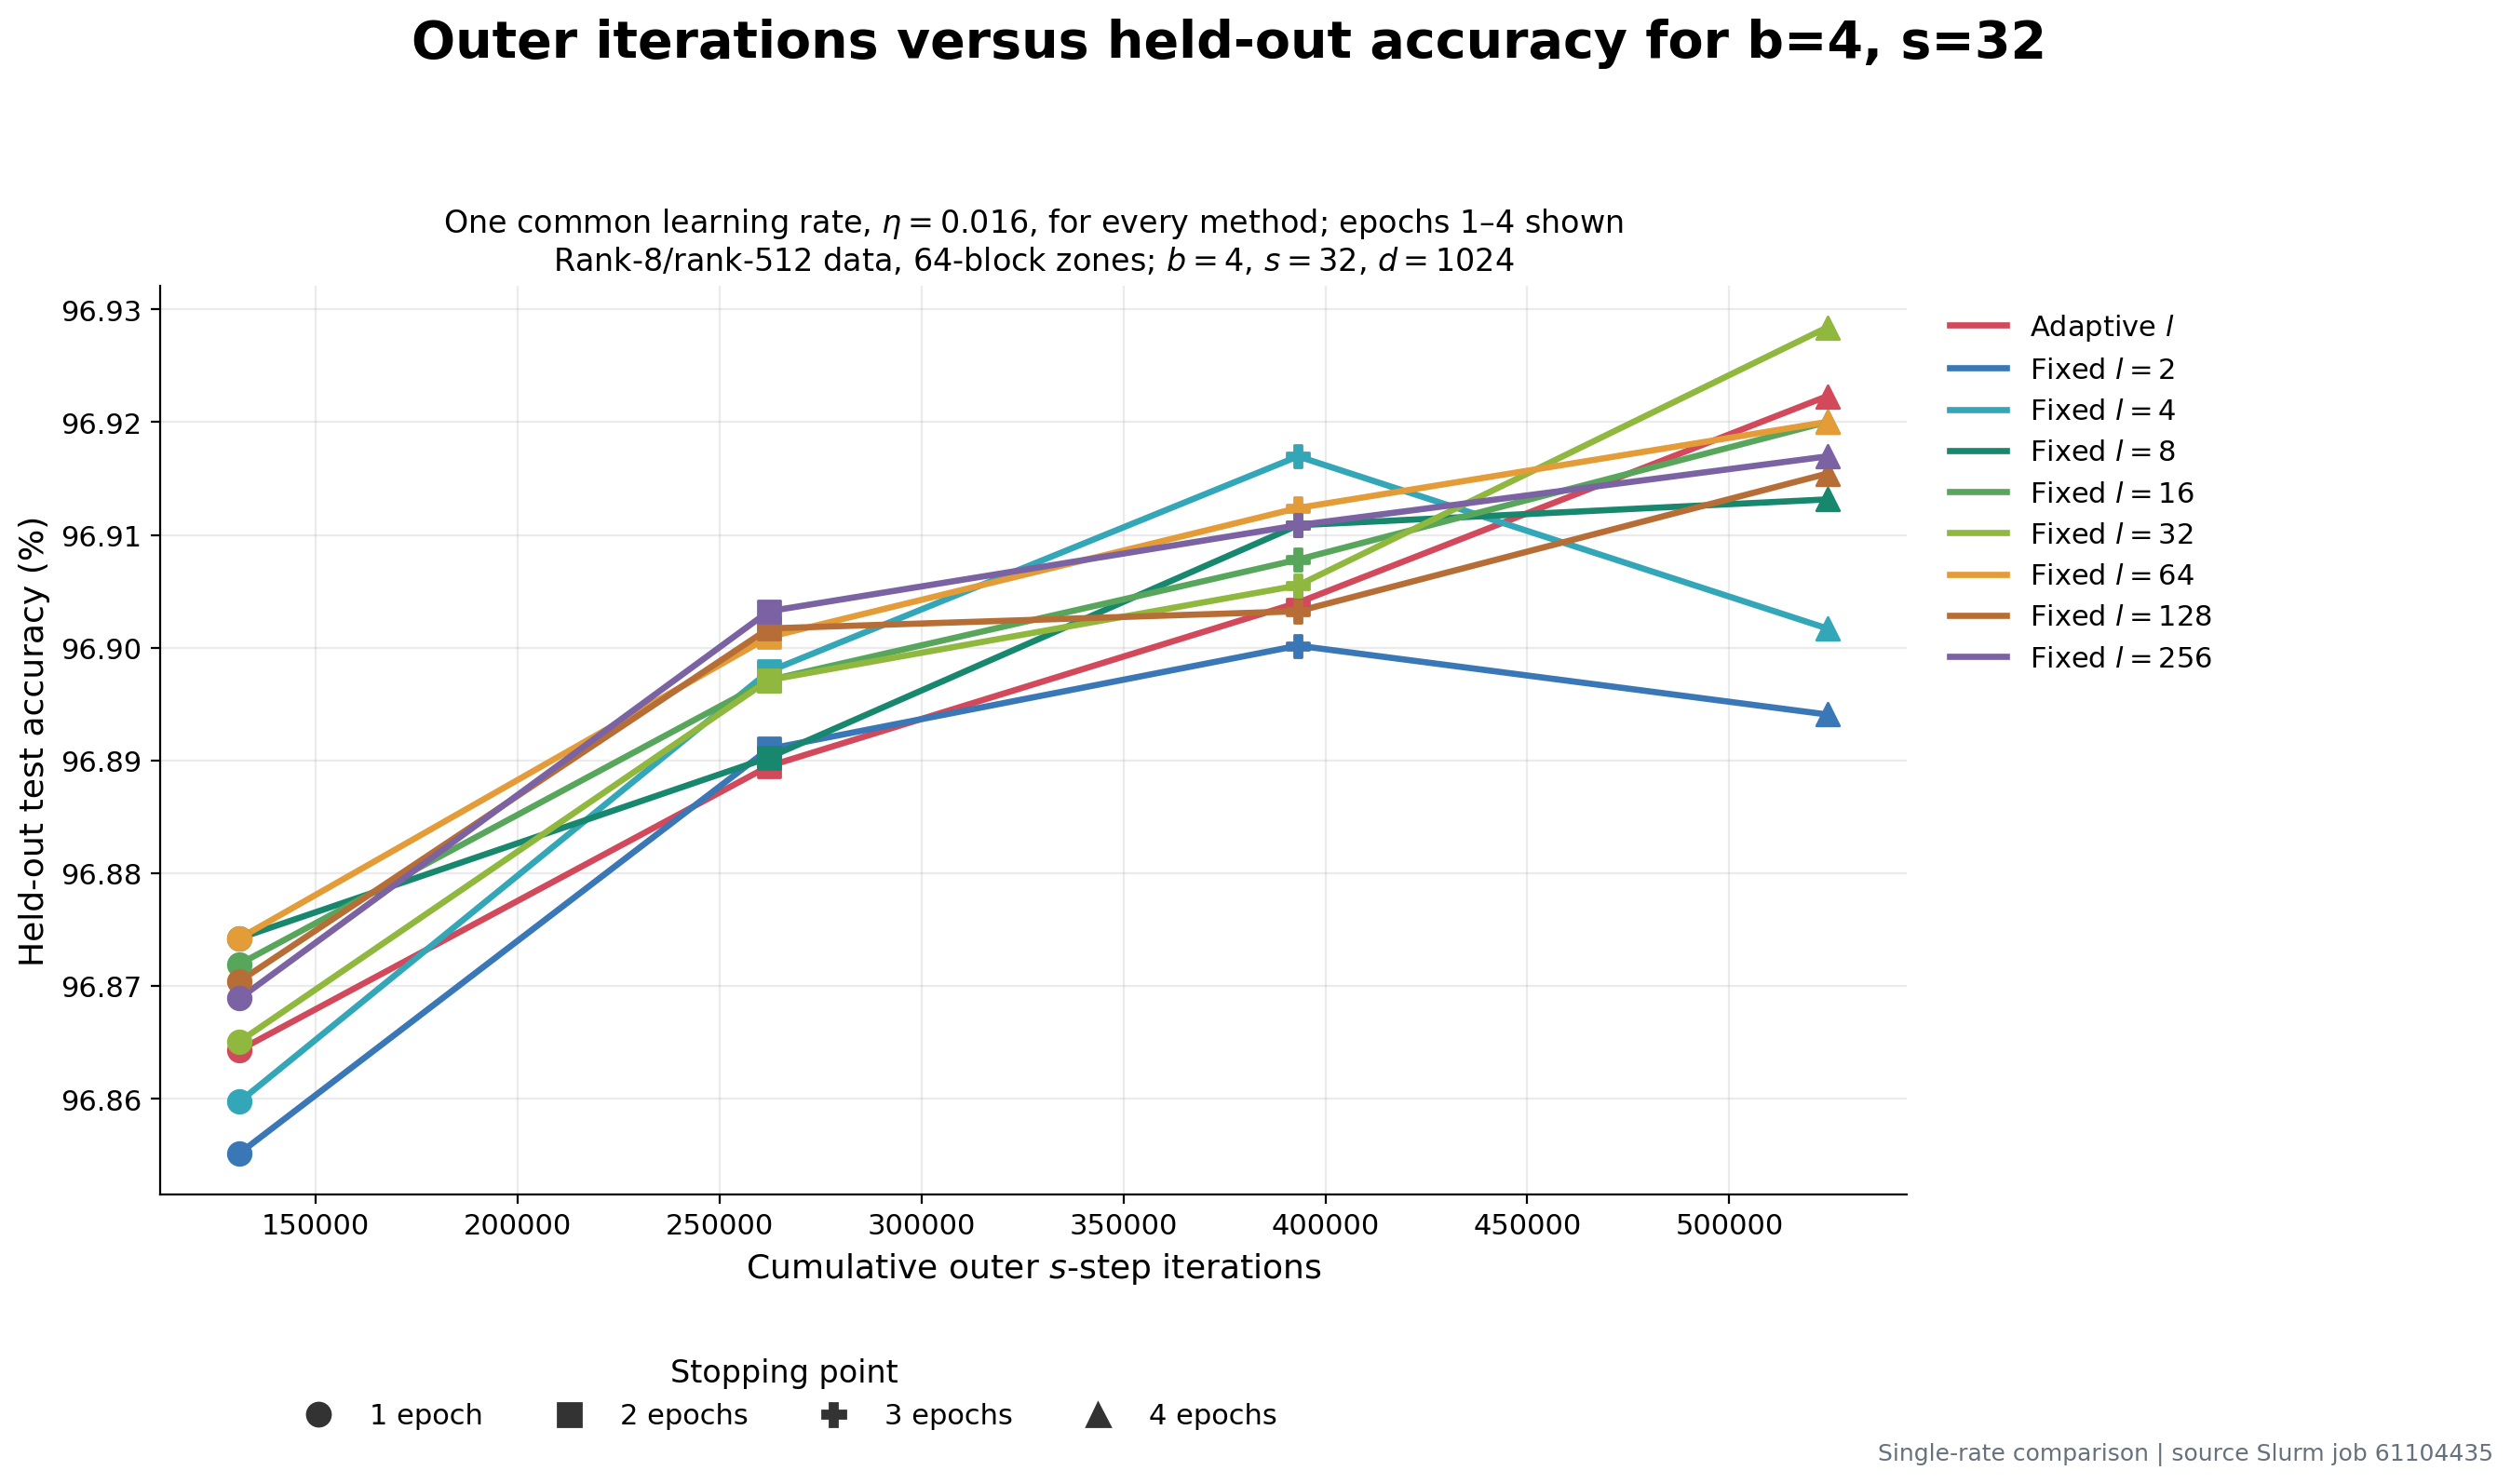 Outer iterations versus held-out accuracy for b=4, s=32
One common learning rate, η = 0.016, for every method; epochs 1–4 shown
Rank-8/rank-512 data, 64-block zones; b = 4, s = 32, d = 1024
Held-out test accuracy (%)
96.93
96.92
96.91
96.90
96.89
96.88
96.87
96.86
150000 200000 250000 300000 350000 400000 450000 500000
Cumulative outer s-step iterations
Adaptive l
Fixed l = 2
Fixed l = 4
Fixed l = 8
Fixed l = 16
Fixed l = 32
Fixed l = 64
Fixed l = 128
Fixed l = 256
Stopping point
1 epoch 2 epochs 3 epochs 4 epochs
Single-rate comparison | source Slurm job 61104435